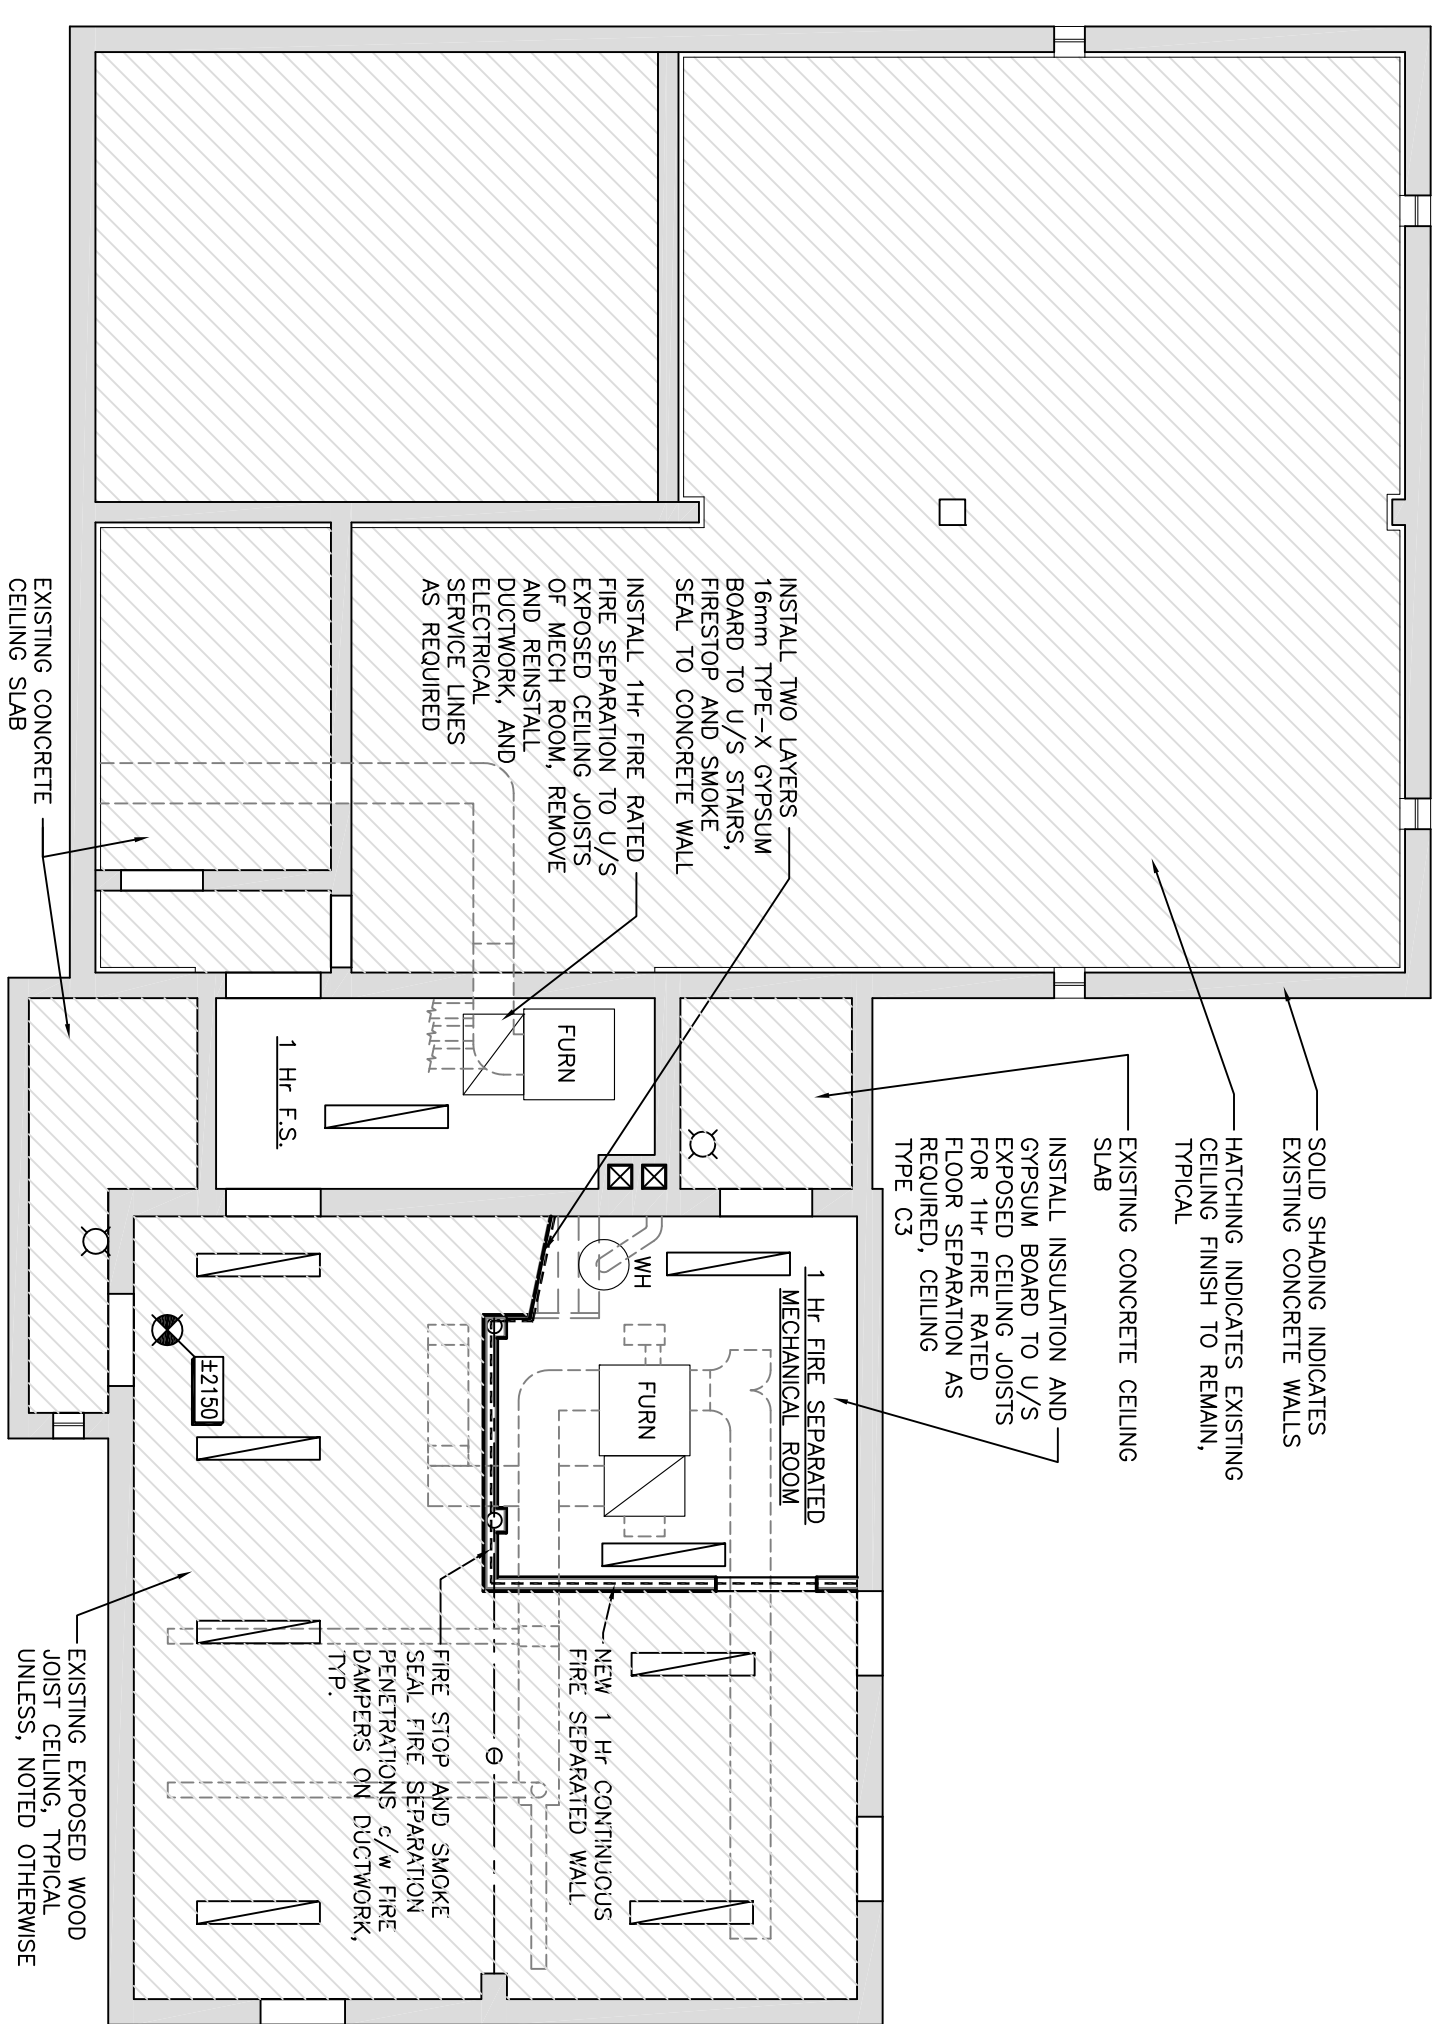 SOLID SHADING INDICATES
EXISTING CONCRETE WALLS
HATCHING INDICATES EXISTING
CEILING FINISH TO REMAIN,
TYPICAL
EXISTING CONCRETE CEILING
SLAB
INSTALL INSULATION AND
GYPSUM BOARD TO U/S
EXPOSED CEILING JOISTS
FOR 1Hr FIRE RATED
FLOOR SEPARATION AS
REQUIRED, CEILING
TYPE C3
INSTALL TWO LAYERS
16mm TYPE-X GYPSUM
BOARD TO U/S STAIRS,
FIRESTOP AND SMOKE
SEAL TO CONCRETE WALL
INSTALL 1Hr FIRE RATED
FIRE SEPARATION TO U/S
EXPOSED CEILING JOISTS
OF MECH ROOM, REMOVE
AND REINSTALL
DUCTWORK, AND
ELECTRICAL
SERVICE LINES
AS REQUIRED
EXISTING CONCRETE
CEILING SLAB
FURN
1 Hr F.S.
1 Hr FIRE SEPARATED
MECHANICAL ROOM
WH
FURN
±2150
NEW 1 Hr CONTINUOUS
FIRE SEPARATED WALL
FIRE STOP AND SMOKE
SEAL FIRE SEPARATION
PENETRATIONS c/w FIRE
DAMPERS ON DUCTWORK,
TYP.
EXISTING EXPOSED WOOD
JOIST CEILING, TYPICAL
UNLESS, NOTED OTHERWISE